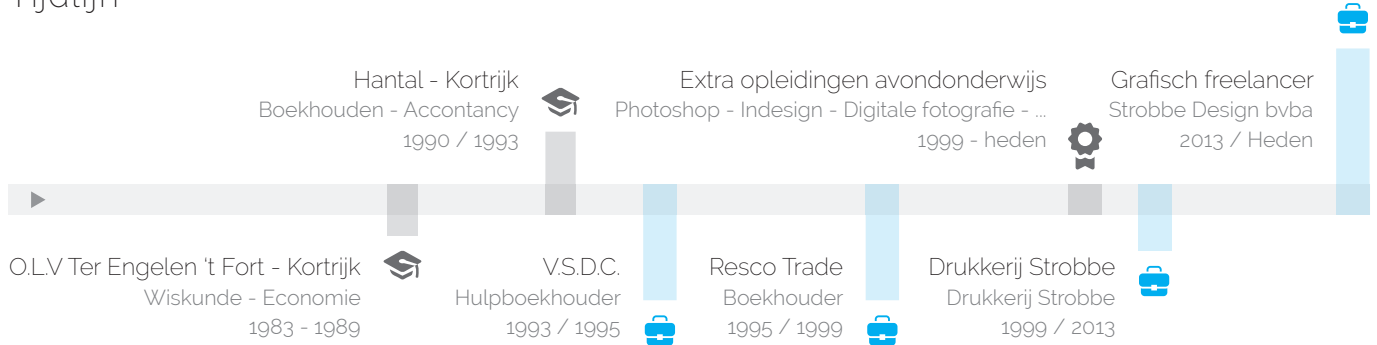 Tijdlijn
Hantal - Kortrijk
Boekhouden - Accontancy
1990 / 1993
Extra opleidingen avondonderwijs
Photoshop - Indesign - Digitale fotografie - ...
1999 - heden
Grafisch freelancer
Strobbe Design bvba
2013 / Heden
O.L.V Ter Engelen ‘t Fort - Kortrijk
Wiskunde - Economie
1983 - 1989
V.S.D.C.
Hulpboekhouder
1993 / 1995
Resco Trade
Boekhouder
1995 / 1999
Drukkerij Strobbe
Drukkerij Strobbe
1999 / 2013